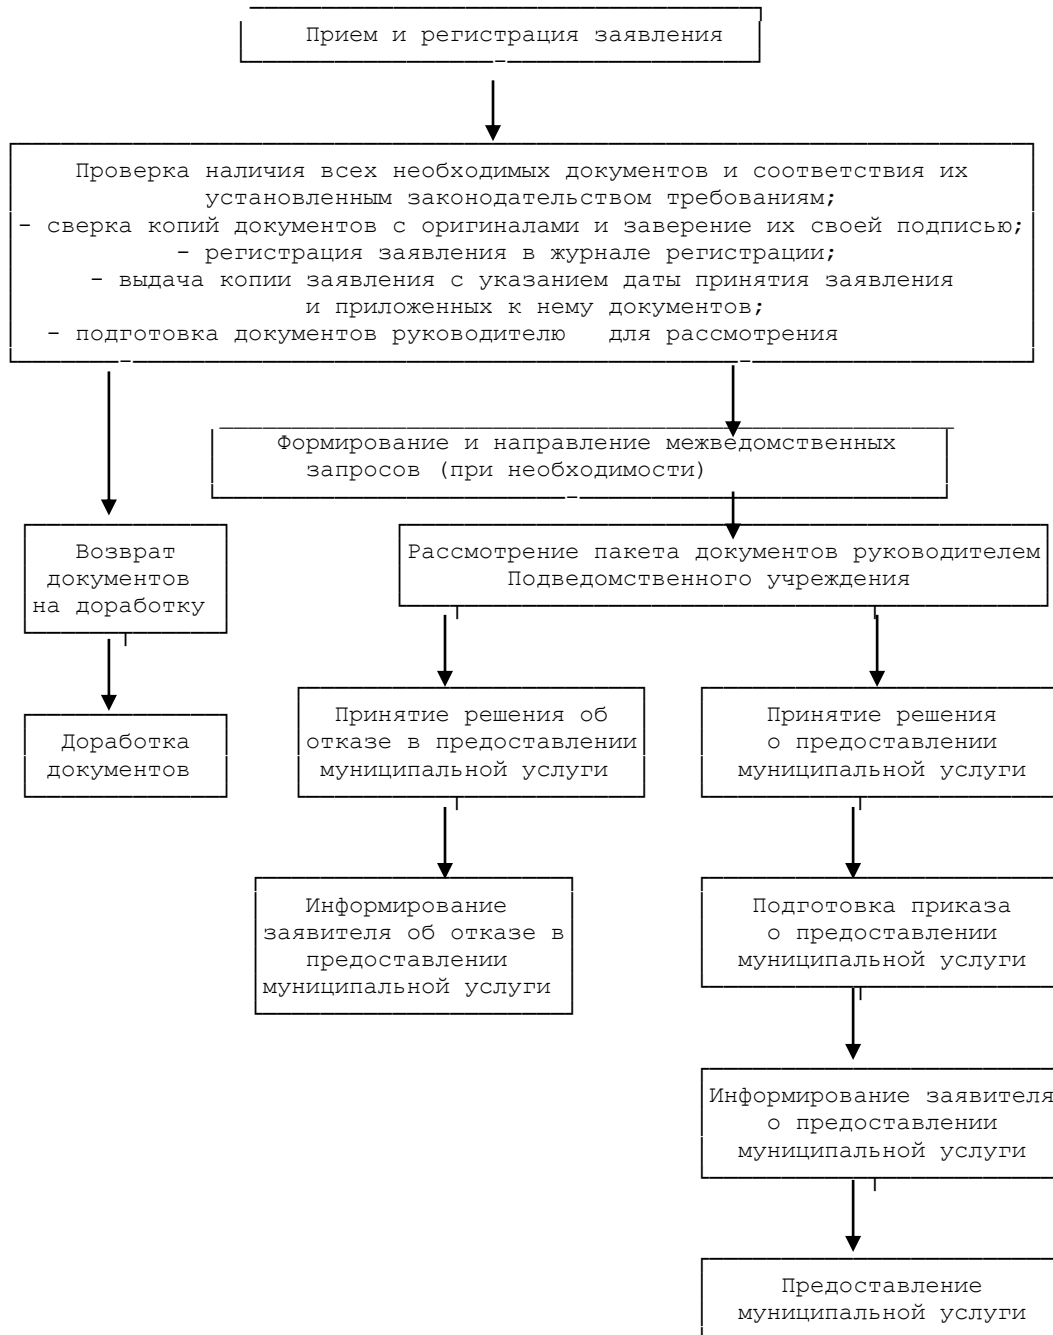 Прием и регистрация заявления
Проверка наличия всех необходимых документов и соответствия их
установленным законодательством требованиям;
- сверка копий документов с оригиналами и заверение их своей подписью;
- регистрация заявления в журнале регистрации;
- выдача копии заявления с указанием даты принятия заявления
и приложенных к нему документов;
- подготовка документов руководителю для рассмотрения
Формирование и направление межведомственных
запросов (при необходимости)
Возврат
документов
на доработку
Рассмотрение пакета документов руководителем
Подведомственного учреждения
Доработка
документов
Принятие решения об
отказе в предоставлении
муниципальной услуги
Принятие решения
о предоставлении
муниципальной услуги
Информирование
заявителя об отказе в
предоставлении
муниципальной услуги
Подготовка приказа
о предоставлении
муниципальной услуги
Информирование заявителя
о предоставлении
муниципальной услуги
Предоставление
муниципальной услуги